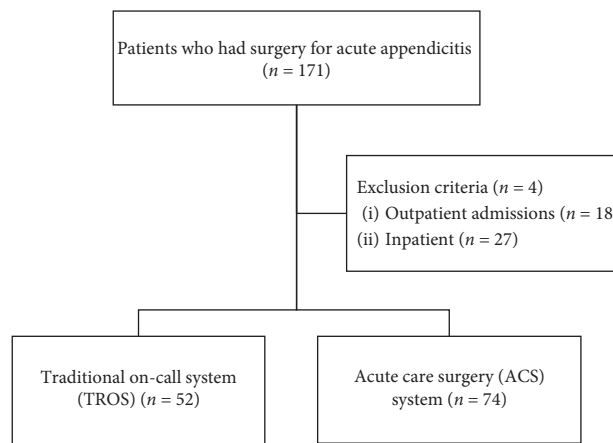 Patients who had surgery for acute appendicitis
(n = 171)
Exclusion criteria (n = 4)
(i) Outpatient admissions (n = 18
(ii) Inpatient (n = 27)
Traditional on-call system
(TROS) (n = 52)
Acute care surgery (ACS)
system (n = 74)